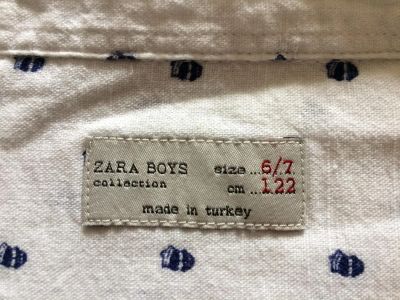 ZARA BOYS size ...6/7
collection cm ...122
made in turkey